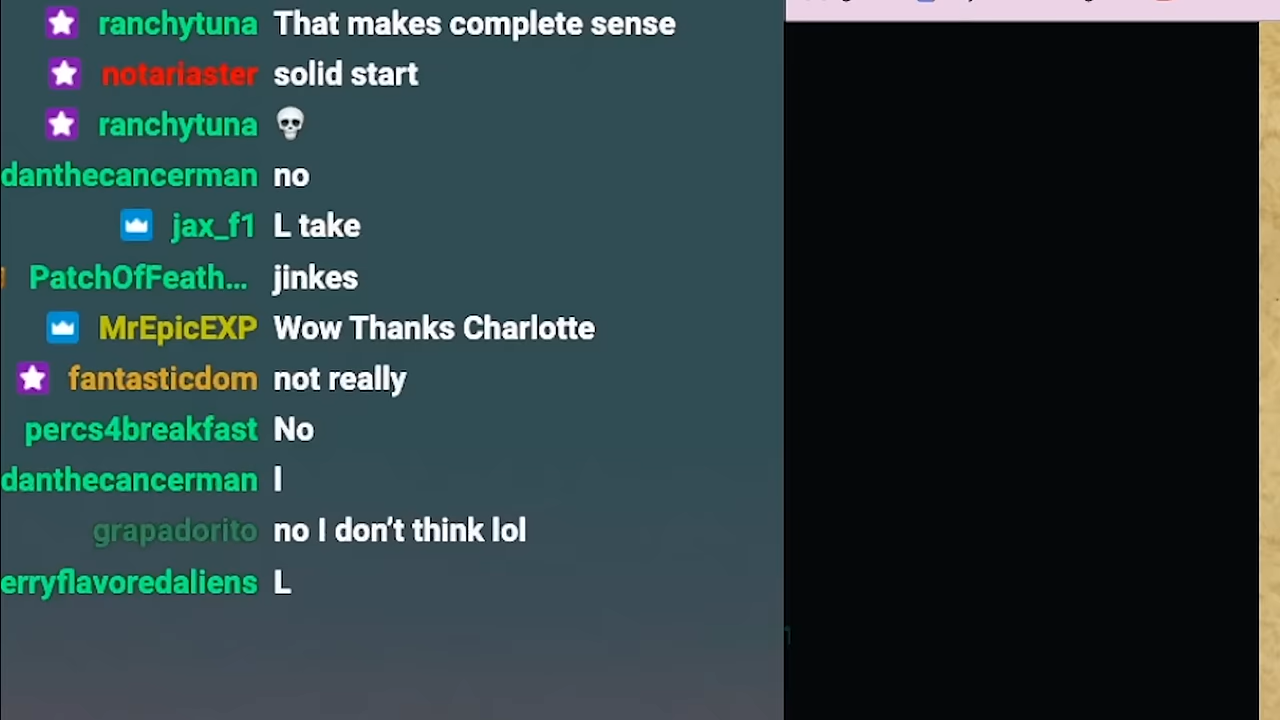 ranchytuna That makes complete sense
notariaster solid start
ranchytuna 💀
danthecancerman no
jax_f1 L take
PatchOfFeath... jinkes
MrEpicEXP Wow Thanks Charlotte
fantasticdom not really
percs4breakfast No
danthecancerman l
grapadorito no I don't think lol
erryflavoredaliens L